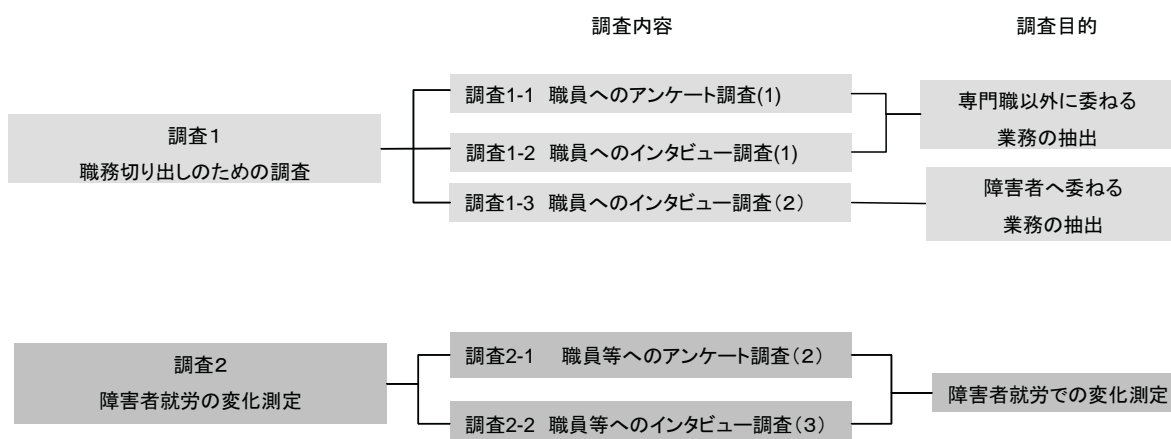 調査内容
調査目的
調査1
職務切り出しのための調査
調査1-1 職員へのアンケート調査(1)
調査1-2 職員へのインタビュー調査(1)
調査1-3 職員へのインタビュー調査(２)
専門職以外に委ねる
業務の抽出
障害者へ委ねる
業務の抽出
調査２
障害者就労の変化測定
調査2-1 職員等へのアンケート調査(２)
調査2-2 職員等へのインタビュー調査(３)
障害者就労での変化測定